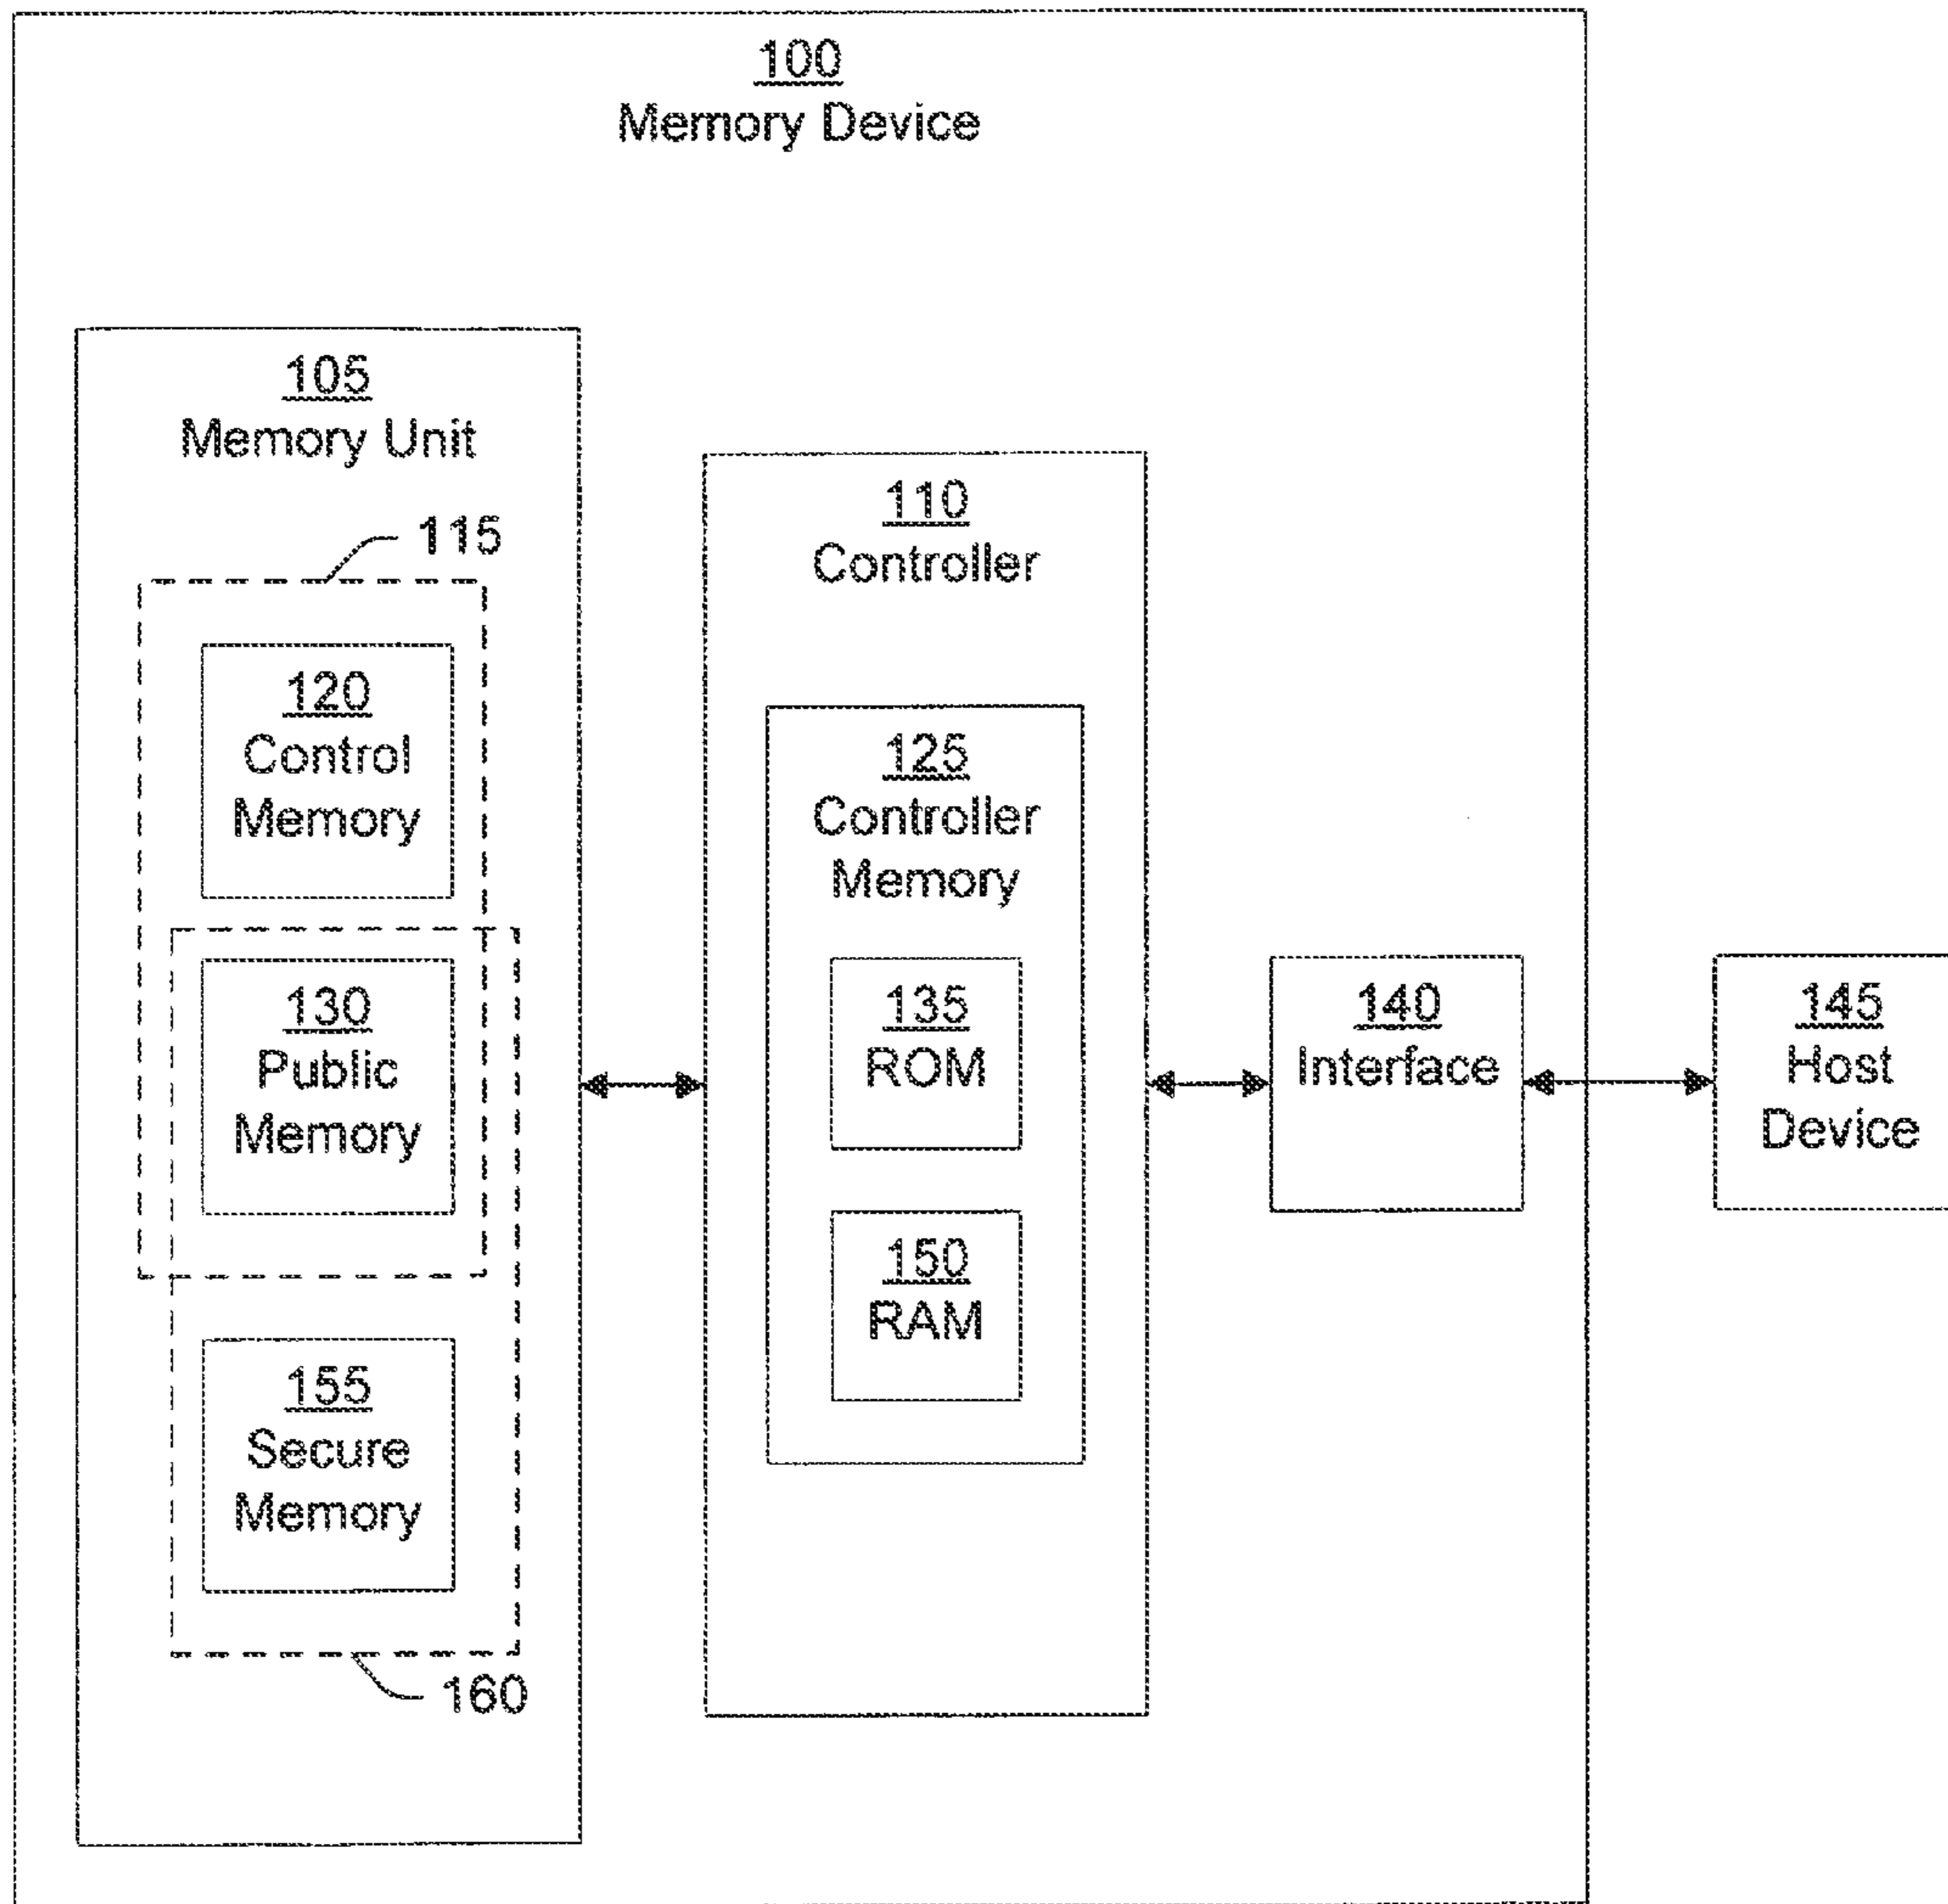 100
Memory Device
105
Memory Unit
115
120
Control
Memory
130
Public
Memory
155
Secure
Memory
160
110
Controller
125
Controller
Memory
135
ROM
150
RAM
140
Interface
145
Host
Device